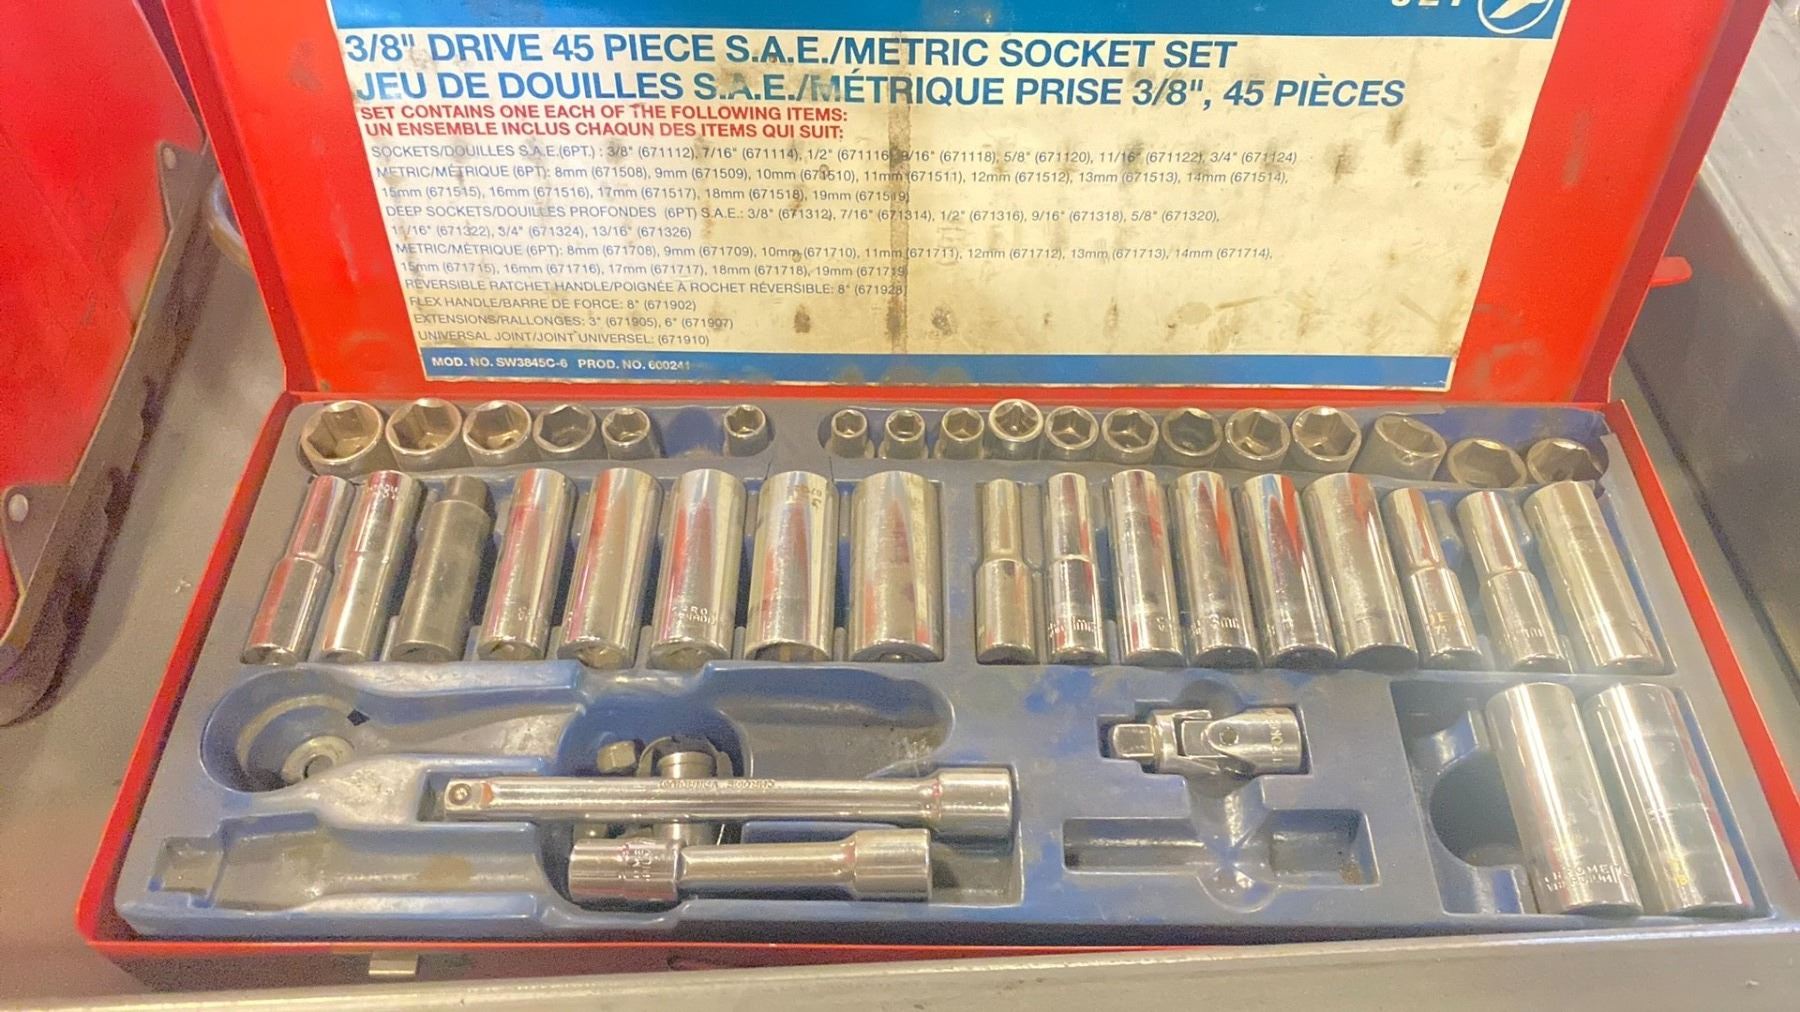 3/8" DRIVE 45 PIECE S.A.E./METRIC SOCKET SET
JEU DE DOUILLES S.A.E./MÉTRIQUE PRISE 3/8", 45 PIÈCES
SET CONTAINS ONE EACH OF THE FOLLOWING ITEMS:
UN ENSEMBLE INCLUS CHAQUN DES ITEMS QUI SUIT:
SOCKETS/DOUILLES S.A.E.(6PT.) : 3/8" (671112), 7/16" (671114), 1/2" (671116), 9/16" (671118), 5/8" (671120), 11/16" (671122), 3/4" (671124)
METRIC/MÉTRIQUE (6PT): 8mm (671508), 9mm (671509), 10mm (671510), 11mm (671511), 12mm (671512), 13mm (671513), 14mm (671514),
15mm (671515), 16mm (671516), 17mm (671517), 18mm (671518), 19mm (671519)
DEEP SOCKETS/DOUILLES PROFONDES (6PT) S.A.E.: 3/8" (671312), 7/16" (671314), 1/2" (671316), 9/16" (671318), 5/8" (671320),
11/16" (671322), 3/4" (671324), 13/16" (671326)
METRIC/MÉTRIQUE (6PT): 8mm (671708), 9mm (671709), 10mm (671710), 11mm (671711), 12mm (671712), 13mm (671713), 14mm (671714),
15mm (671715), 16mm (671716), 17mm (671717), 18mm (671718), 19mm (671719)
REVERSIBLE RATCHET HANDLE/POIGNÉE À ROCHET RÉVERSIBLE: 8" (671928)
FLEX HANDLE/BARRE DE FORCE: 8" (671902)
EXTENSIONS/RALLONGES: 3" (671905), 6" (671907)
UNIVERSAL JOINT/JOINT UNIVERSEL: (671910)
MOD. NO. SW3845C-6 PROD. NO. 600241
CHROME VANADIUM
CHROME
VANADIUM